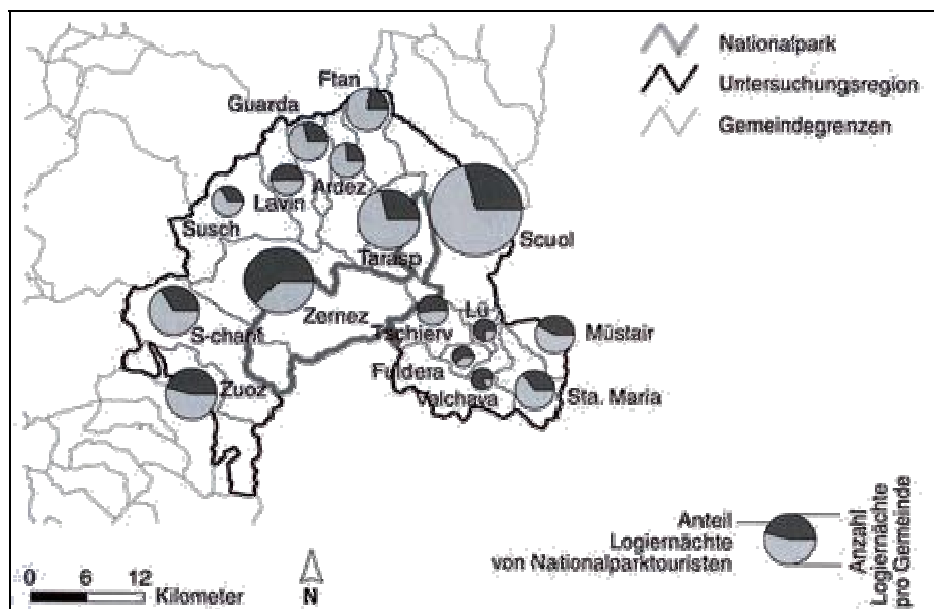 Nationalpark
Untersuchungsregion
Gemeindegrenzen
Ftan
Guarda
Ardez
Lavin
Susch
Tarasp
Scuol
Zernez
S-chanf
Zuoz
Tschierv
Lü
Müstair
Fuldera
Valchava
Sta. Maria
Anteil
Logiernächte
von Nationalparktouristen
Anzahl
Logiernächte
pro Gemeinde
0 6 12
Kilometer
N